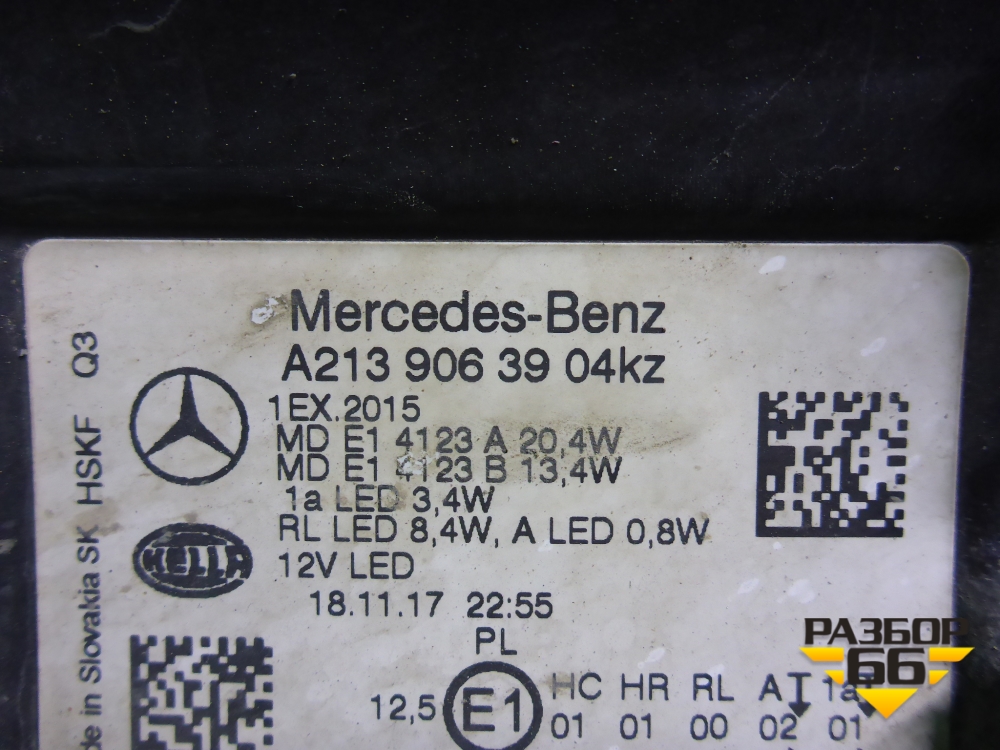 Mercedes-Benz
A213 906 39 04kz
1EX.2015
MD E1 4123 A 20,4W
MD E1 4123 B 13,4W
1a LED 3,4W
RL LED 8,4W, A LED 0,8W
12V LED
18.11.17 22:55
PL
12,5 E1 HC HR RL A 1a
01 01 00 02 01
de in Slovakia SK HSKF Q3
HELLA
РАЗБОР
66